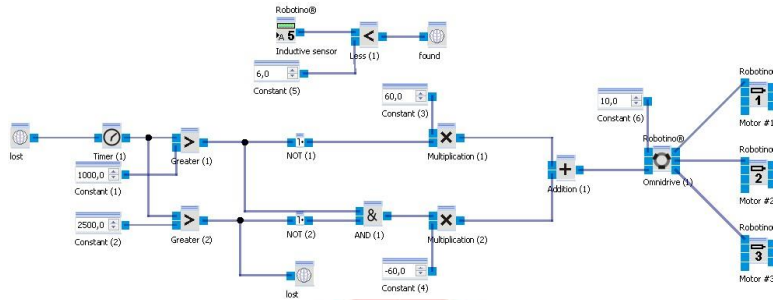 Robotino®
A 5
Inductive sensor
<
Less (1)
found
6,0
Constant (5)
60,0
Constant (3)
10,0
Constant (6)
Robotino®
1
Motor #1
lost
Timer (1)
>
Greater (1)
NOT (1)
×
Multiplication (1)
Robotino®
Omnidrive (1)
1000,0
Constant (1)
+
Addition (1)
Robotino®
2
Motor #2
2500,0
Constant (2)
>
Greater (2)
NOT (2)
&
AND (1)
×
Multiplication (2)
lost
-60,0
Constant (4)
Robotino®
3
Motor #3